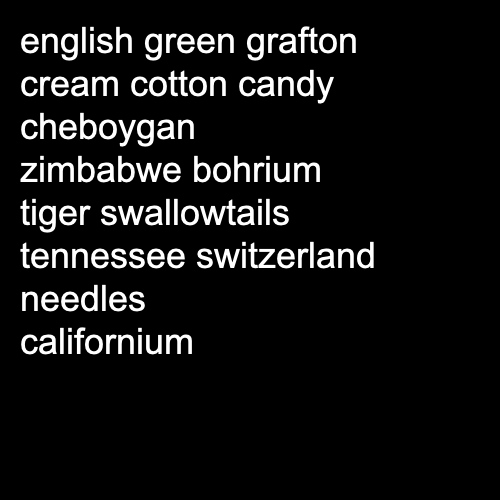 english green grafton
cream cotton candy
cheboygan
zimbabwe bohrium
tiger swallowtails
tennessee switzerland
needles
californium